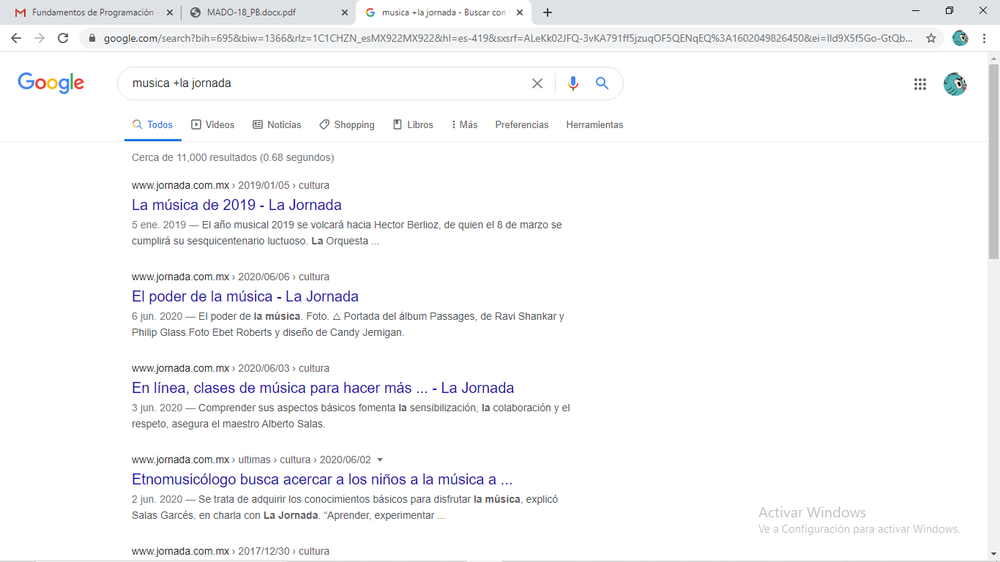 Fundamentos de Programación -
MADO-18_PB.docx.pdf
musica +la jornada - Buscar con
google.com/search?bih=695&biw=1366&rlz=1C1CHZN_esMX922MX922&hl=es-419&sxsrf=ALeKk02JFQ-3vKA791ff5jzuqOF5QENqEQ%3A1602049826450&ei=Ild9X5f5Go-GtQb...
Google
musica +la jornada
Todos Videos Noticias Shopping Libros Más Preferencias Herramientas
Cerca de 11,000 resultados (0.68 segundos)
www.jornada.com.mx › 2019/01/05 › cultura
La música de 2019 - La Jornada
5 ene. 2019 — El año musical 2019 se volcará hacia Hector Berlioz, de quien el 8 de marzo se
cumplirá su sesquicentenario luctuoso. La Orquesta ...
www.jornada.com.mx › 2020/06/06 › cultura
El poder de la música - La Jornada
6 jun. 2020 — El poder de la música. Foto. △ Portada del álbum Passages, de Ravi Shankar y
Philip Glass.Foto Ebet Roberts y diseño de Candy Jernigan.
www.jornada.com.mx › 2020/06/03 › cultura
En línea, clases de música para hacer más ... - La Jornada
3 jun. 2020 — Comprender sus aspectos básicos fomenta la sensibilización, la colaboración y el
respeto, asegura el maestro Alberto Salas.
www.jornada.com.mx › ultimas › cultura › 2020/06/02
Etnomusicólogo busca acercar a los niños a la música a ...
2 jun. 2020 — Se trata de adquirir los conocimientos básicos para disfrutar la música, explicó
Salas Garcés, en charla con La Jornada. “Aprender, experimentar ...
www.jornada.com.mx › 2017/12/30 › cultura
Activar Windows
Ve a Configuración para activar Windows.